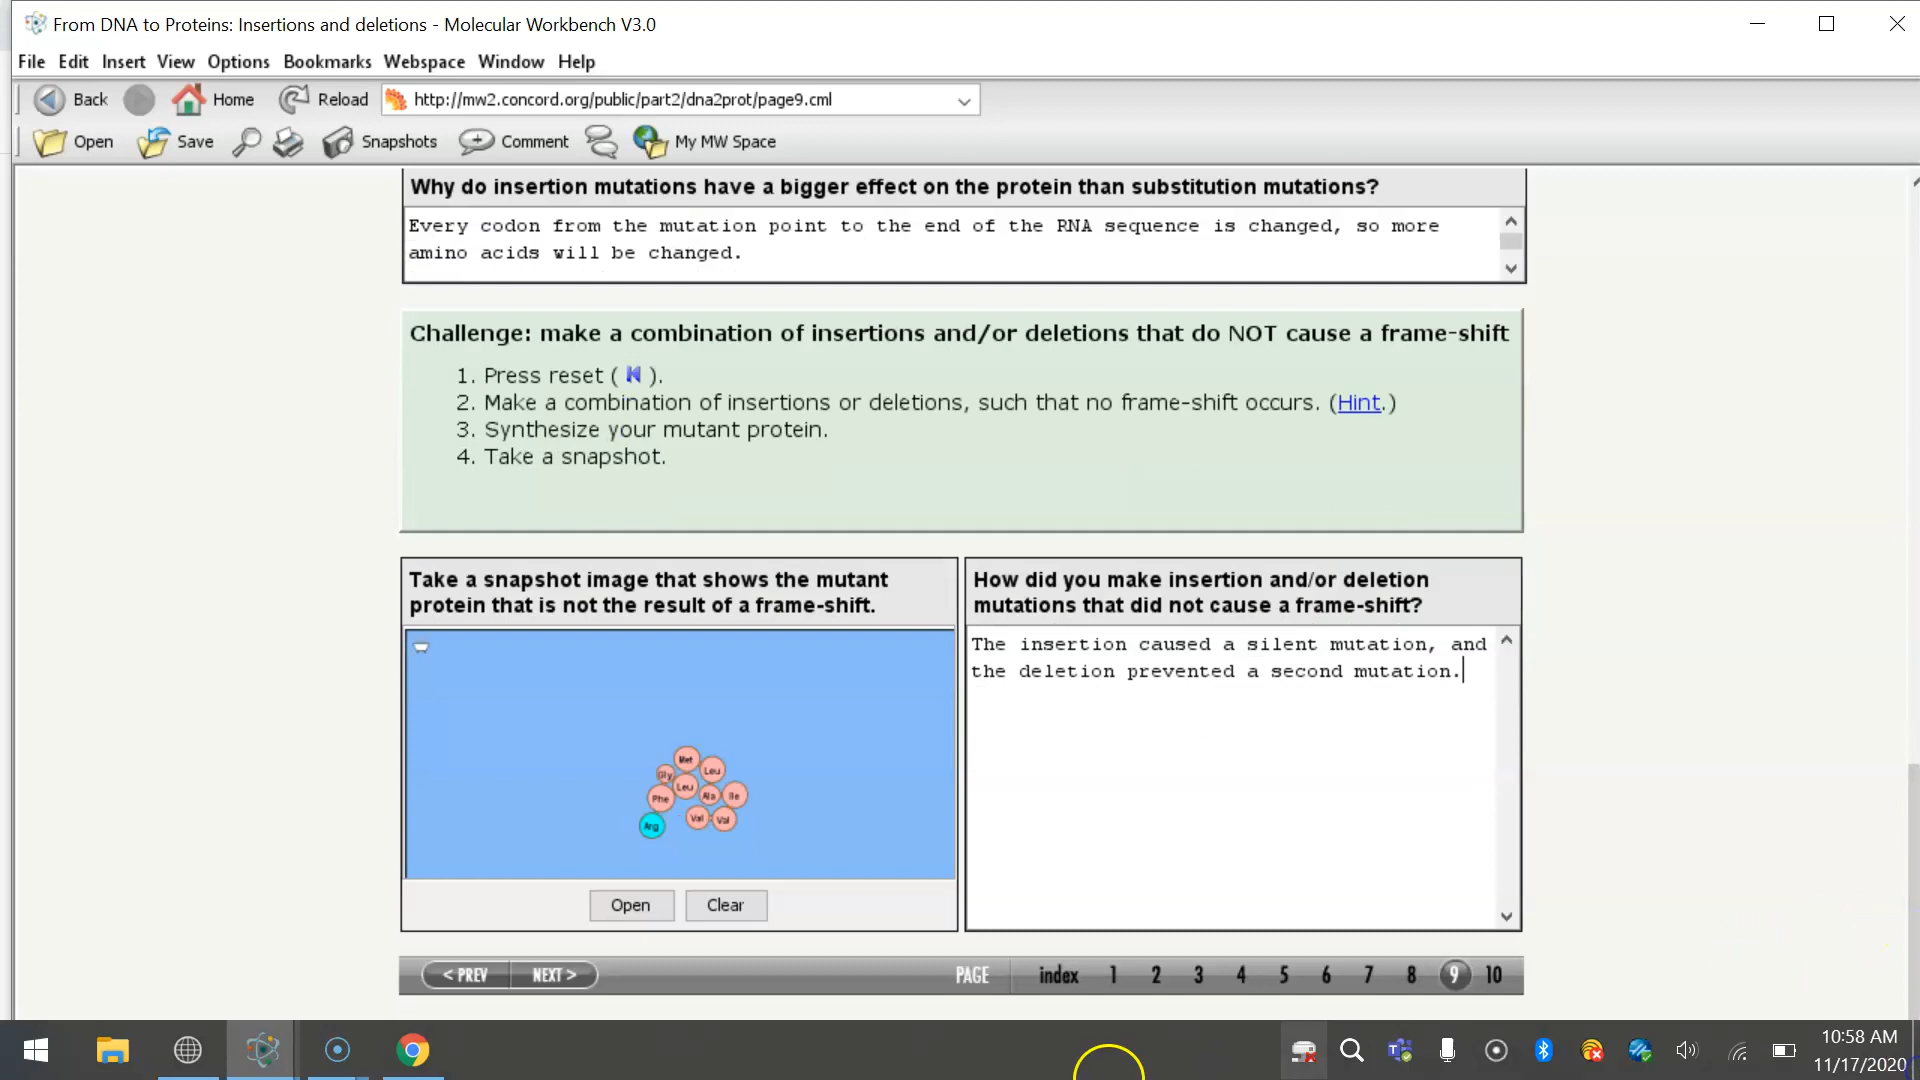 From DNA to Proteins: Insertions and deletions - Molecular Workbench V3.0
File Edit Insert View Options Bookmarks Webspace Window Help
Back Home Reload http://mw2.concord.org/public/part2/dna2prot/page9.cml
Open Save Snapshots Comment My MW Space
Why do insertion mutations have a bigger effect on the protein than substitution mutations?
Every codon from the mutation point to the end of the RNA sequence is changed, so more
amino acids will be changed.
Challenge: make a combination of insertions and/or deletions that do NOT cause a frame-shift
1. Press reset ( ).
2. Make a combination of insertions or deletions, such that no frame-shift occurs. (Hint.)
3. Synthesize your mutant protein.
4. Take a snapshot.
Take a snapshot image that shows the mutant
protein that is not the result of a frame-shift.
Met
Gly Leu
Leu
Phe Ala Ile
Arg Val Val
Open Clear
How did you make insertion and/or deletion
mutations that did not cause a frame-shift?
The insertion caused a silent mutation, and
the deletion prevented a second mutation.
< PREV NEXT > PAGE index 1 2 3 4 5 6 7 8 9 10
10:58 AM
11/17/2020